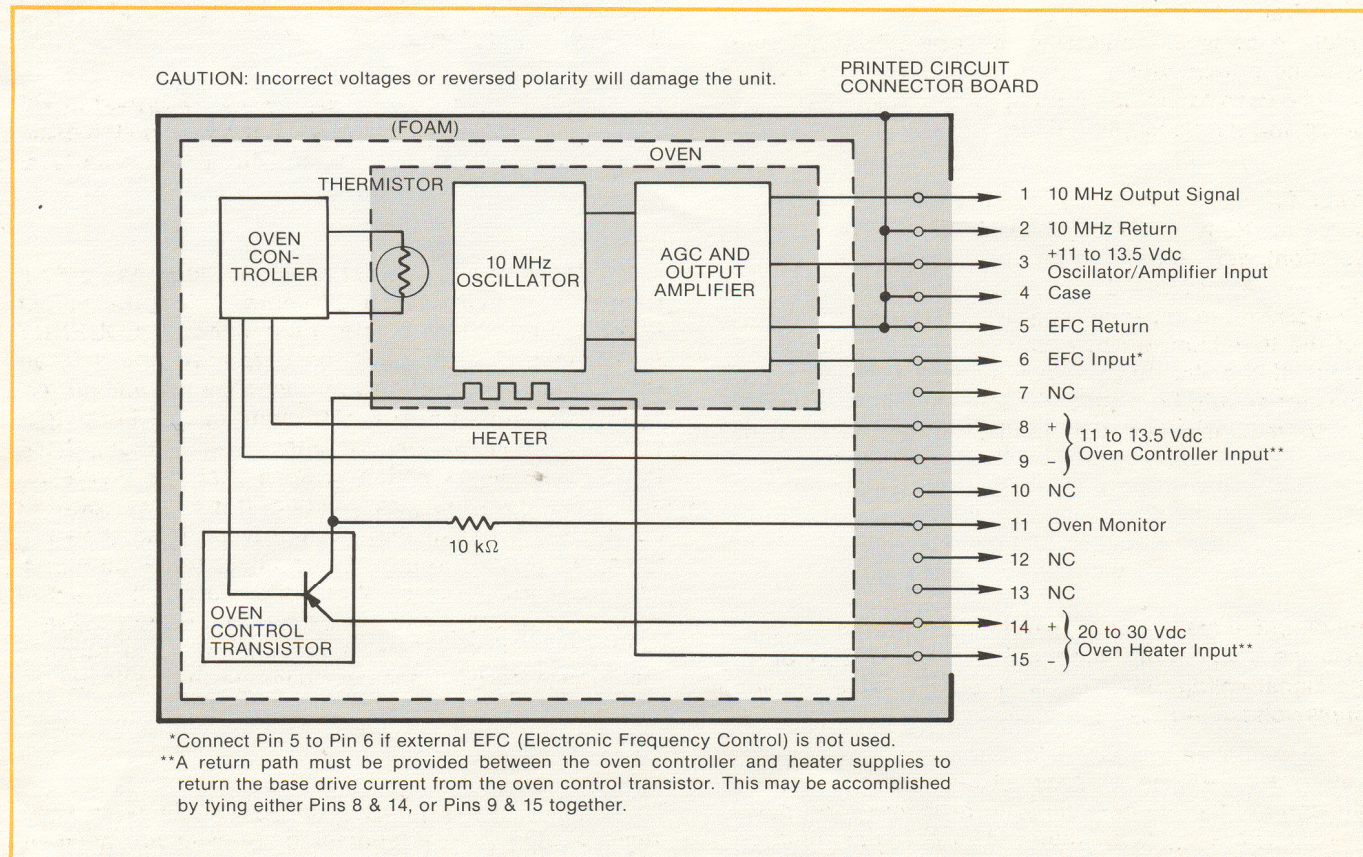 CAUTION: Incorrect voltages or reversed polarity will damage the unit.
PRINTED CIRCUIT
CONNECTOR BOARD
(FOAM)
OVEN
THERMISTOR
OVEN
CON-
TROLLER
10 MHz
OSCILLATOR
AGC AND
OUTPUT
AMPLIFIER
HEATER
10 kΩ
OVEN
CONTROL
TRANSISTOR
1 10 MHz Output Signal
2 10 MHz Return
3 +11 to 13.5 Vdc
Oscillator/Amplifier Input
4 Case
5 EFC Return
6 EFC Input*
7 NC
8 +
9 –
11 to 13.5 Vdc
Oven Controller Input**
10 NC
11 Oven Monitor
12 NC
13 NC
14 +
15 –
20 to 30 Vdc
Oven Heater Input**
*Connect Pin 5 to Pin 6 if external EFC (Electronic Frequency Control) is not used.
**A return path must be provided between the oven controller and heater supplies to
return the base drive current from the oven control transistor. This may be accomplished
by tying either Pins 8 & 14, or Pins 9 & 15 together.